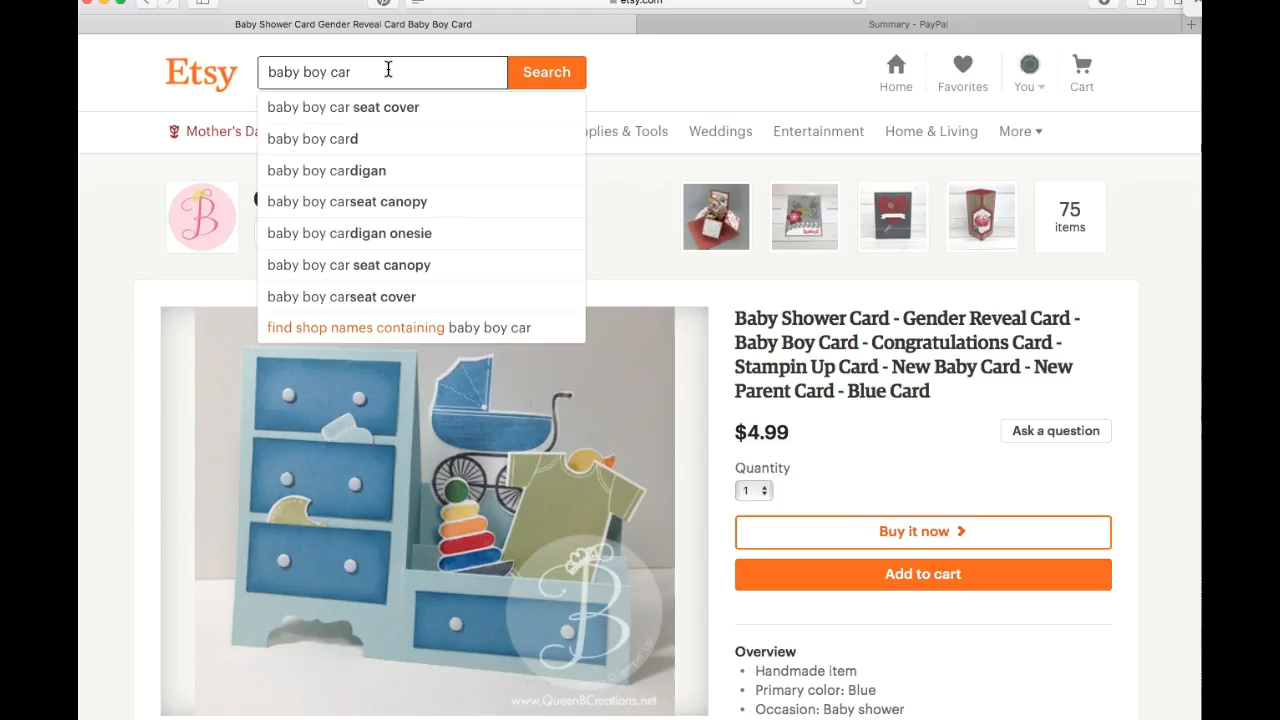 etsy.com
Baby Shower Card Gender Reveal Card Baby Boy Card
Summary - PayPal
Etsy
baby boy car
Search
Home
Favorites
You
Cart
baby boy car seat cover
baby boy card
baby boy cardigan
baby boy carseat canopy
baby boy cardigan onesie
baby boy car seat canopy
baby boy carseat cover
find shop names containing baby boy car
Mother's Da
plies & Tools
Weddings
Entertainment
Home & Living
More
B
75
items
Baby Shower Card - Gender Reveal Card -
Baby Boy Card - Congratulations Card -
Stampin Up Card - New Baby Card - New
Parent Card - Blue Card
$4.99
Ask a question
Quantity
1
Buy it now
Add to cart
Overview
• Handmade item
• Primary color: Blue
• Occasion: Baby shower
B
www.QueenBCreations.net